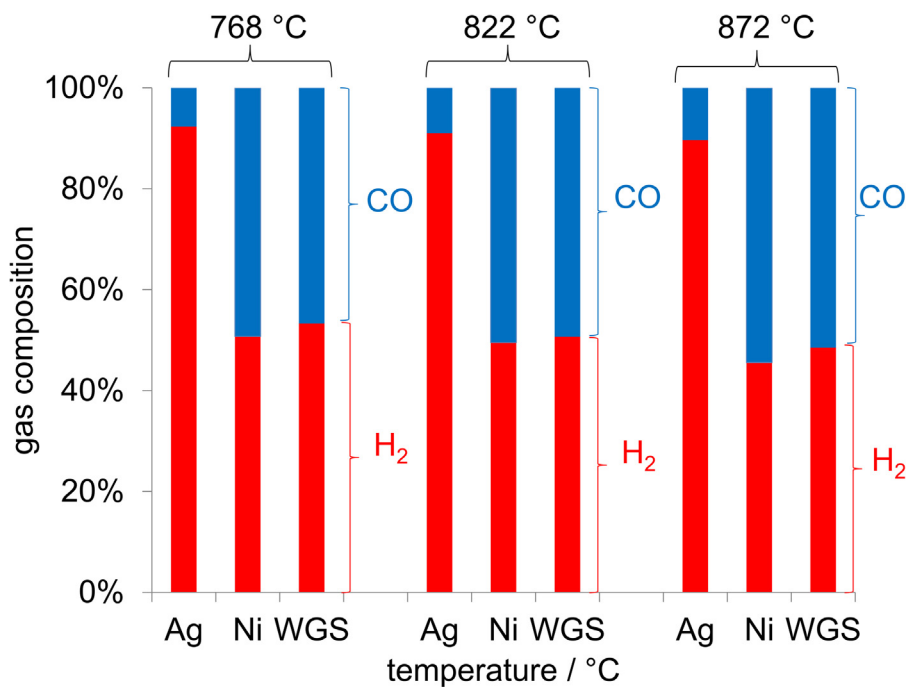 768 °C
822 °C
872 °C
100%
80%
60%
40%
20%
0%
gas composition
CO
H2
CO
H2
CO
H2
Ag Ni WGS
Ag Ni WGS
Ag Ni WGS
temperature / °C